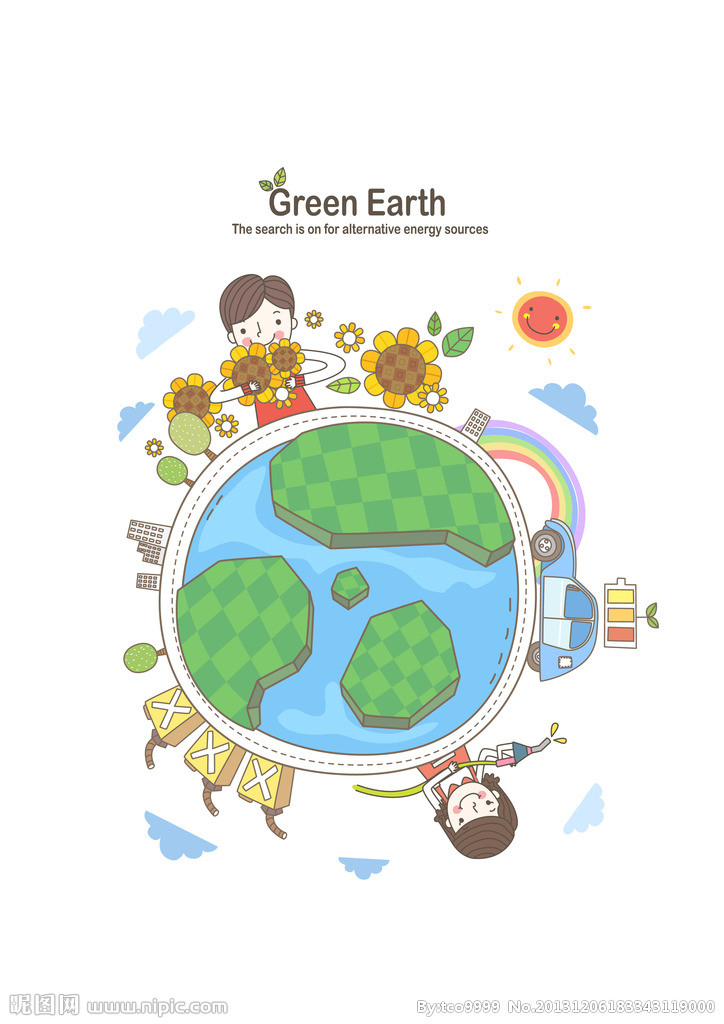 Green Earth
The search is on for alternative energy sources
昵图网 www.nipic.com
By:tco9999 No.20131206183343119000